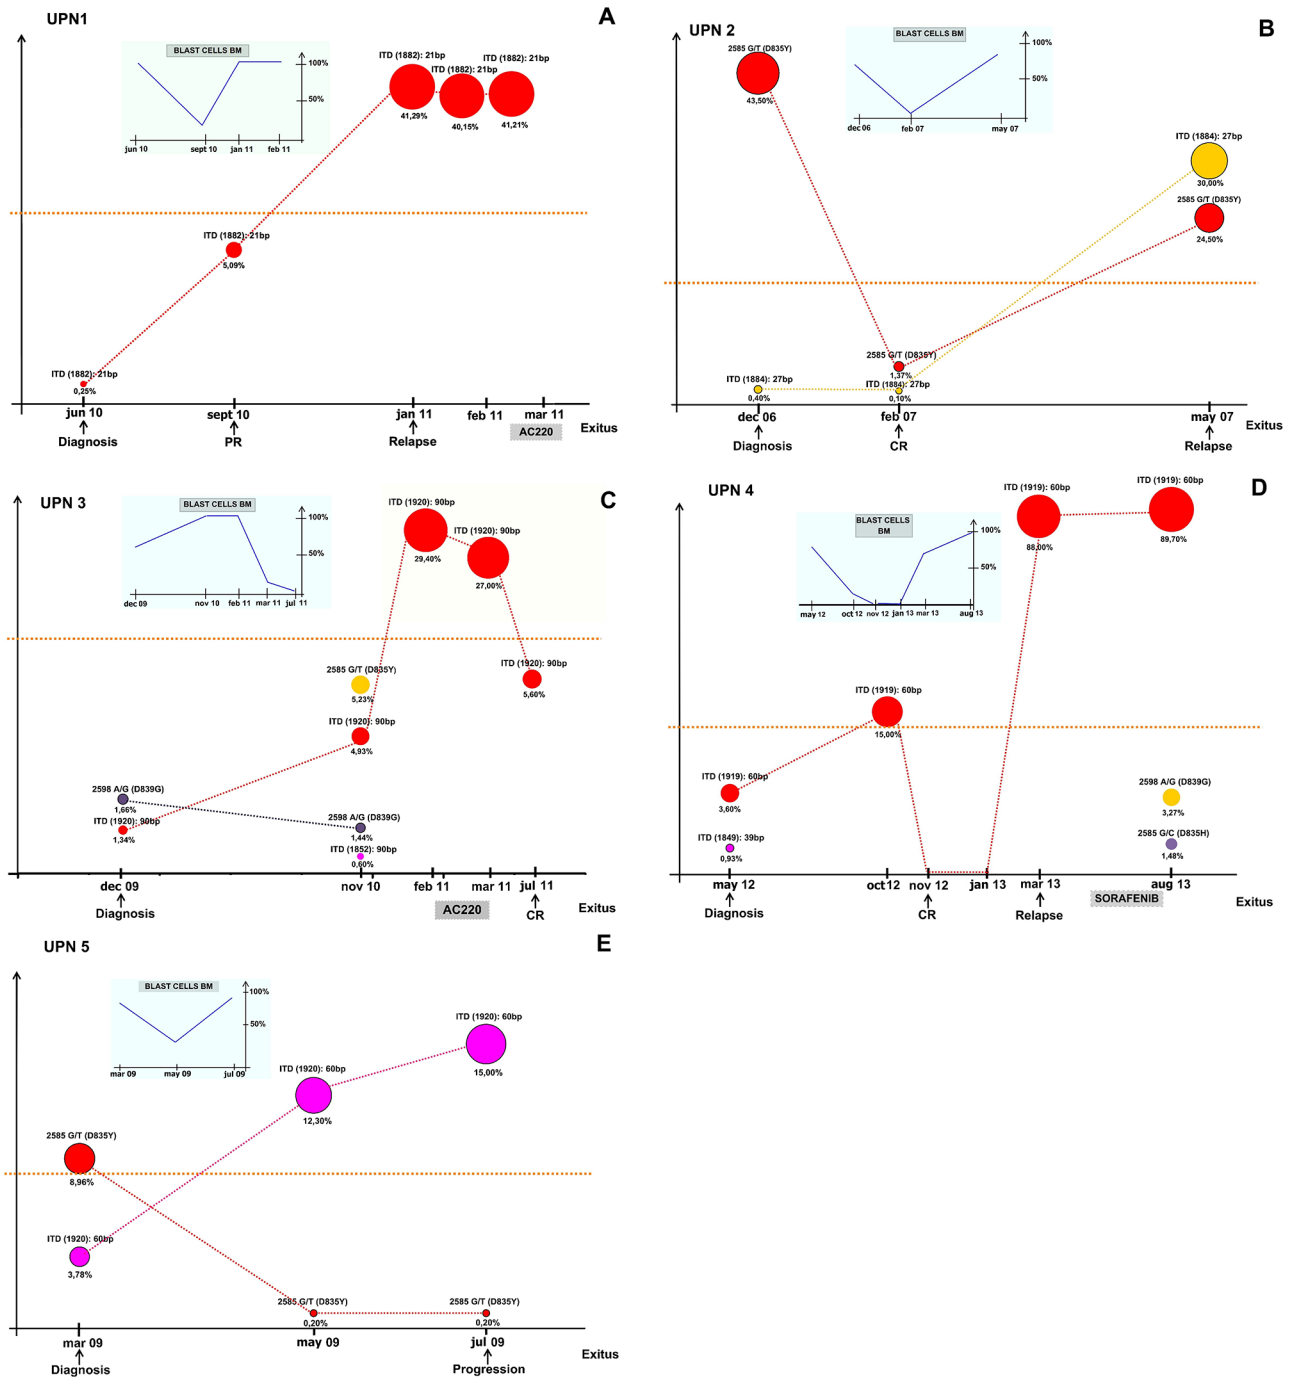 UPN1
A
BLAST CELLS BM
100%
50%
jun 10
sept 10
jan 11
feb 11
ITD (1882): 21bp
ITD (1882): 21bp
ITD (1882): 21bp
41,29%
40,15%
41,21%
ITD (1882): 21bp
5,09%
ITD (1882): 21bp
0,25%
jun 10
sept 10
jan 11
feb 11
mar 11
Diagnosis
PR
Relapse
AC220
Exitus
UPN 2
B
BLAST CELLS BM
100%
50%
dec 06
feb 07
may 07
2585 G/T (D835Y)
43,50%
ITD (1884): 27bp
30,00%
2585 G/T (D835Y)
24,50%
2585 G/T (D835Y)
1,37%
ITD (1884): 27bp
0,40%
ITD (1884): 27bp
0,10%
dec 06
feb 07
may 07
Diagnosis
CR
Relapse
Exitus
UPN 3
C
BLAST CELLS BM
100%
50%
dec 09
nov 10
feb 11
mar 11
jul 11
ITD (1920): 90bp
29,40%
ITD (1920): 90bp
27,00%
2585 G/T (D835Y)
5,23%
ITD (1920): 90bp
5,60%
ITD (1920): 90bp
4,93%
2598 A/G (D839G)
1,66%
ITD (1920): 90bp
1,34%
2598 A/G (D839G)
1,44%
ITD (1852): 90bp
0,60%
dec 09
nov 10
feb 11
mar 11
jul 11
Diagnosis
AC220
CR
Exitus
UPN 4
D
BLAST CELLS
BM
100%
50%
may 12
oct 12
nov 12
jan 13
mar 13
aug 13
ITD (1919): 60bp
88,00%
ITD (1919): 60bp
89,70%
ITD (1919): 60bp
15,00%
ITD (1919): 60bp
3,60%
2598 A/G (D839G)
3,27%
ITD (1849): 39bp
0,93%
2585 G/C (D835H)
1,48%
may 12
oct 12
nov 12
jan 13
mar 13
aug 13
Diagnosis
CR
Relapse
SORAFENIB
Exitus
UPN 5
E
BLAST CELLS BM
100%
50%
mar 09
may 09
jul 09
ITD (1920): 60bp
15,00%
ITD (1920): 60bp
12,30%
2585 G/T (D835Y)
8,96%
ITD (1920): 60bp
3,78%
2585 G/T (D835Y)
0,20%
2585 G/T (D835Y)
0,20%
mar 09
may 09
jul 09
Diagnosis
Progression
Exitus